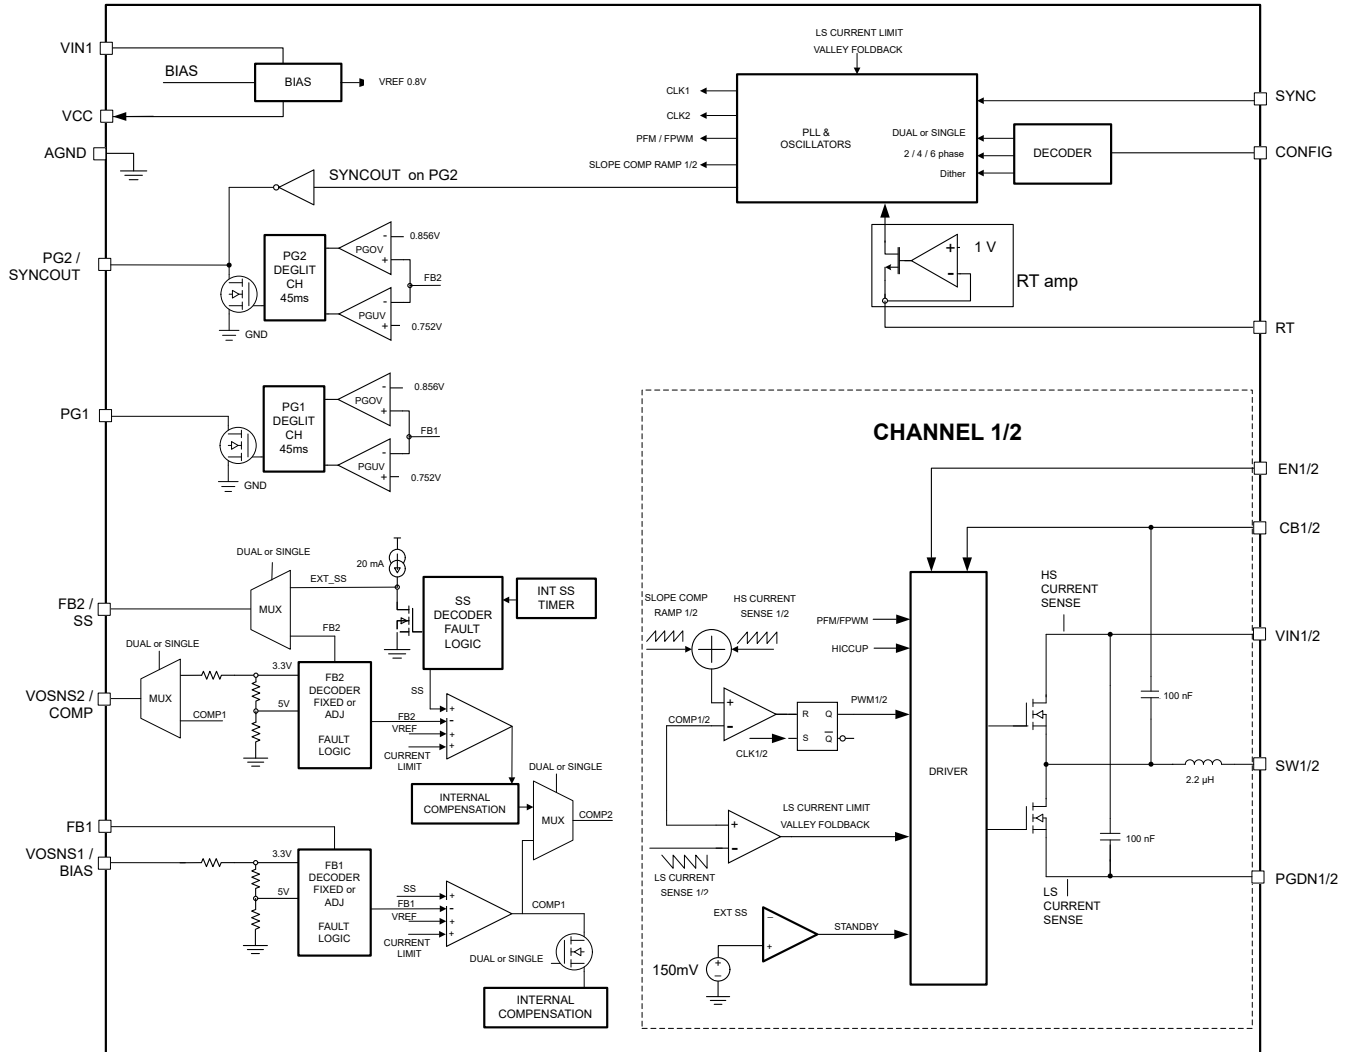 VIN1
BIAS
BIAS
VREF 0.8V
VCC
AGND
SYNCOUT on PG2
PG2 /
SYNCOUT
PG2
DEGLIT
CH
45ms
PGOV
-
+
0.856V
FB2
PGUV
-
+
0.752V
GND
PG1
PG1
DEGLIT
CH
45ms
PGOV
-
+
0.856V
FB1
PGUV
-
+
0.752V
GND
LS CURRENT LIMIT
VALLEY FOLDBACK
CLK1
CLK2
PFM / FPWM
SLOPE COMP RAMP 1/2
PLL &
OSCILLATORS
DUAL or SINGLE
2 / 4 / 6 phase
Dither
DECODER
SYNC
CONFIG
+
-
1 V
RT amp
RT
DUAL or SINGLE
20 mA
EXT_SS
MUX
FB2
FB2 /
SS
SS
DECODER
FAULT
LOGIC
INT SS
TIMER
DUAL or SINGLE
MUX
COMP1
VOSNS2 /
COMP
3.3V
5V
FB2
DECODER
FIXED or
ADJ
FAULT
LOGIC
SS
FB2
VREF
CURRENT
LIMIT
+
-
+
+
INTERNAL
COMPENSATION
DUAL or SINGLE
MUX
COMP2
FB1
VOSNS1 /
BIAS
3.3V
5V
FB1
DECODER
FIXED or
ADJ
FAULT
LOGIC
SS
FB1
VREF
CURRENT
LIMIT
+
-
+
+
COMP1
DUAL or SINGLE
INTERNAL
COMPENSATION
CHANNEL 1/2
SLOPE COMP
RAMP 1/2
HS CURRENT
SENSE 1/2
COMP1/2
+
-
R
Q
S
Q
CLK1/2
PWM1/2
PFM/FPWM
HICCUP
+
-
LS CURRENT LIMIT
VALLEY FOLDBACK
LS CURRENT
SENSE 1/2
EXT SS
-
+
STANDBY
150mV
+
-
DRIVER
HS
CURRENT
SENSE
100 nF
2.2 µH
100 nF
LS
CURRENT
SENSE
EN1/2
CB1/2
VIN1/2
SW1/2
PGDN1/2